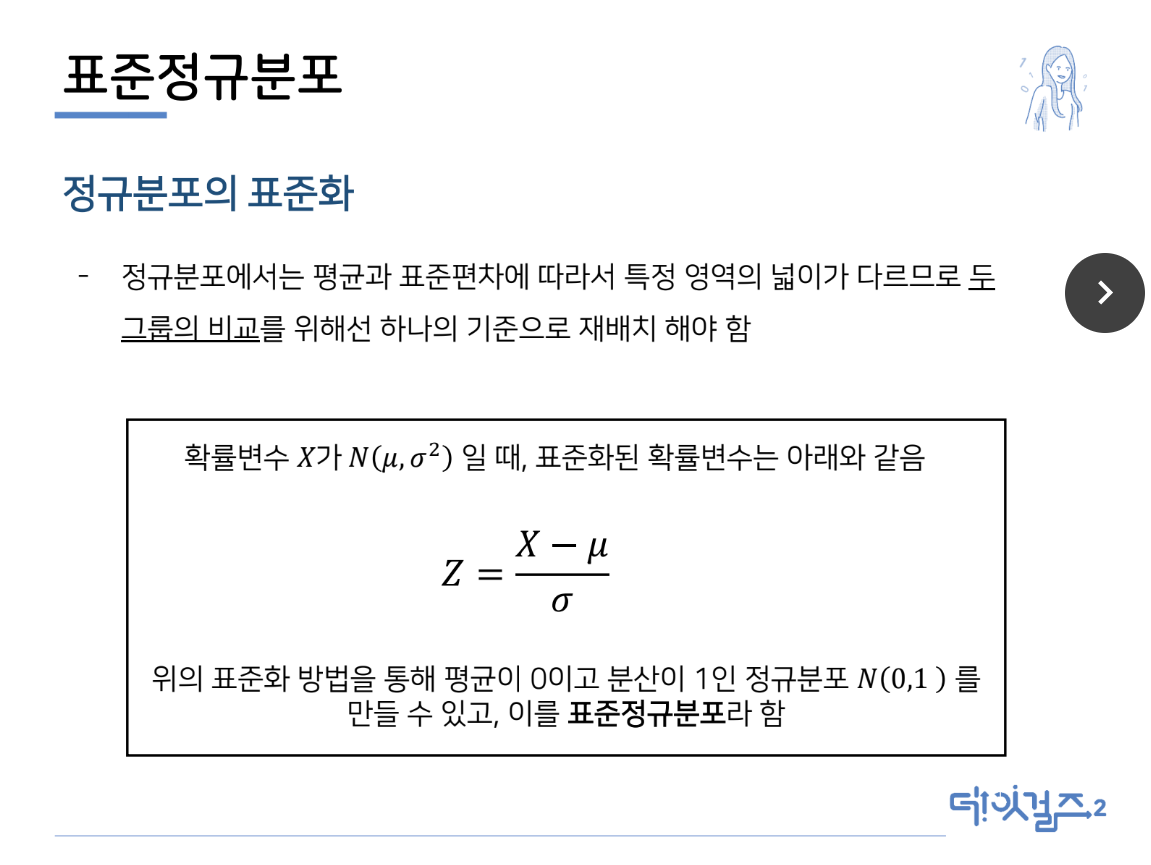 표준정규분포
정규분포의 표준화
- 정규분포에서는 평균과 표준편차에 따라서 특정 영역의 넓이가 다르므로 두
그룹의 비교를 위해선 하나의 기준으로 재배치 해야 함
확률변수 X가 N(μ, σ²) 일 때, 표준화된 확률변수는 아래와 같음
Z = (X − μ) / σ
위의 표준화 방법을 통해 평균이 0이고 분산이 1인 정규분포 N(0,1 ) 를
만들 수 있고, 이를 표준정규분포라 함
데잇걸즈2